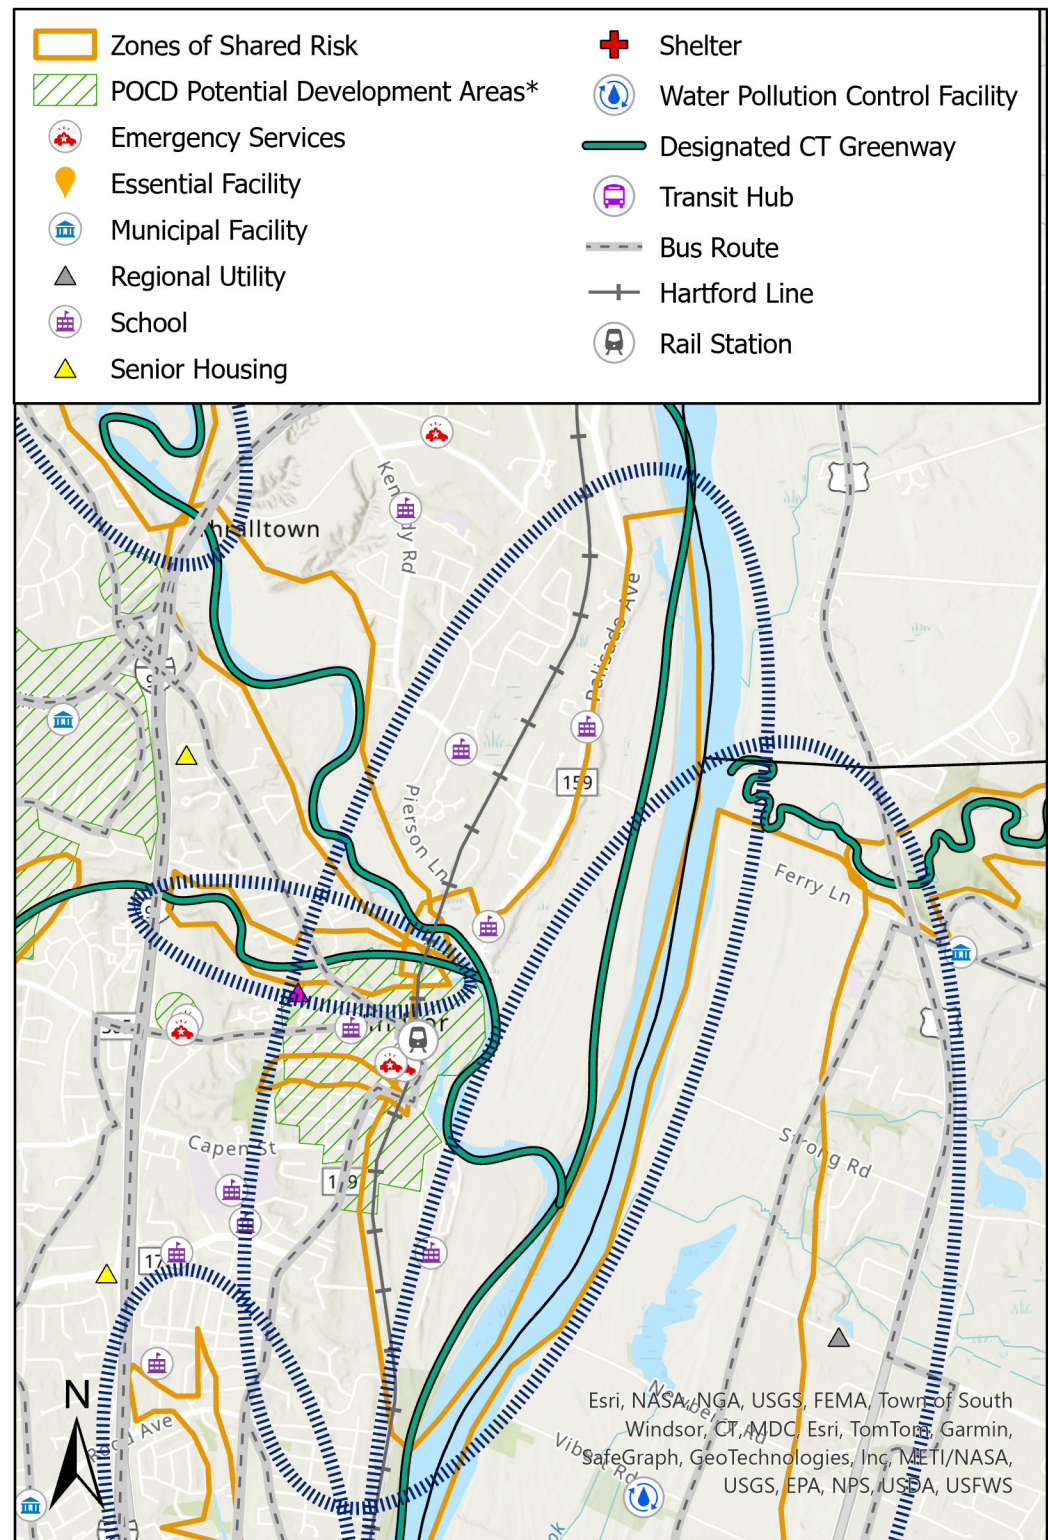 Zones of Shared Risk
POCD Potential Development Areas*
Emergency Services
Essential Facility
Municipal Facility
Regional Utility
School
Senior Housing
Shelter
Water Pollution Control Facility
Designated CT Greenway
Transit Hub
Bus Route
Hartford Line
Rail Station
Kennedy Rd
Palisado Ave
159
Pierson Ln
Ferry Ln
Capen St
Strong Rd
N
Esri, NASA, NGA, USGS, FEMA, Town of South
Windsor, CT, MDC, Esri, TomTom, Garmin,
SafeGraph, GeoTechnologies, Inc, METI/NASA,
USGS, EPA, NPS, USDA, USFWS